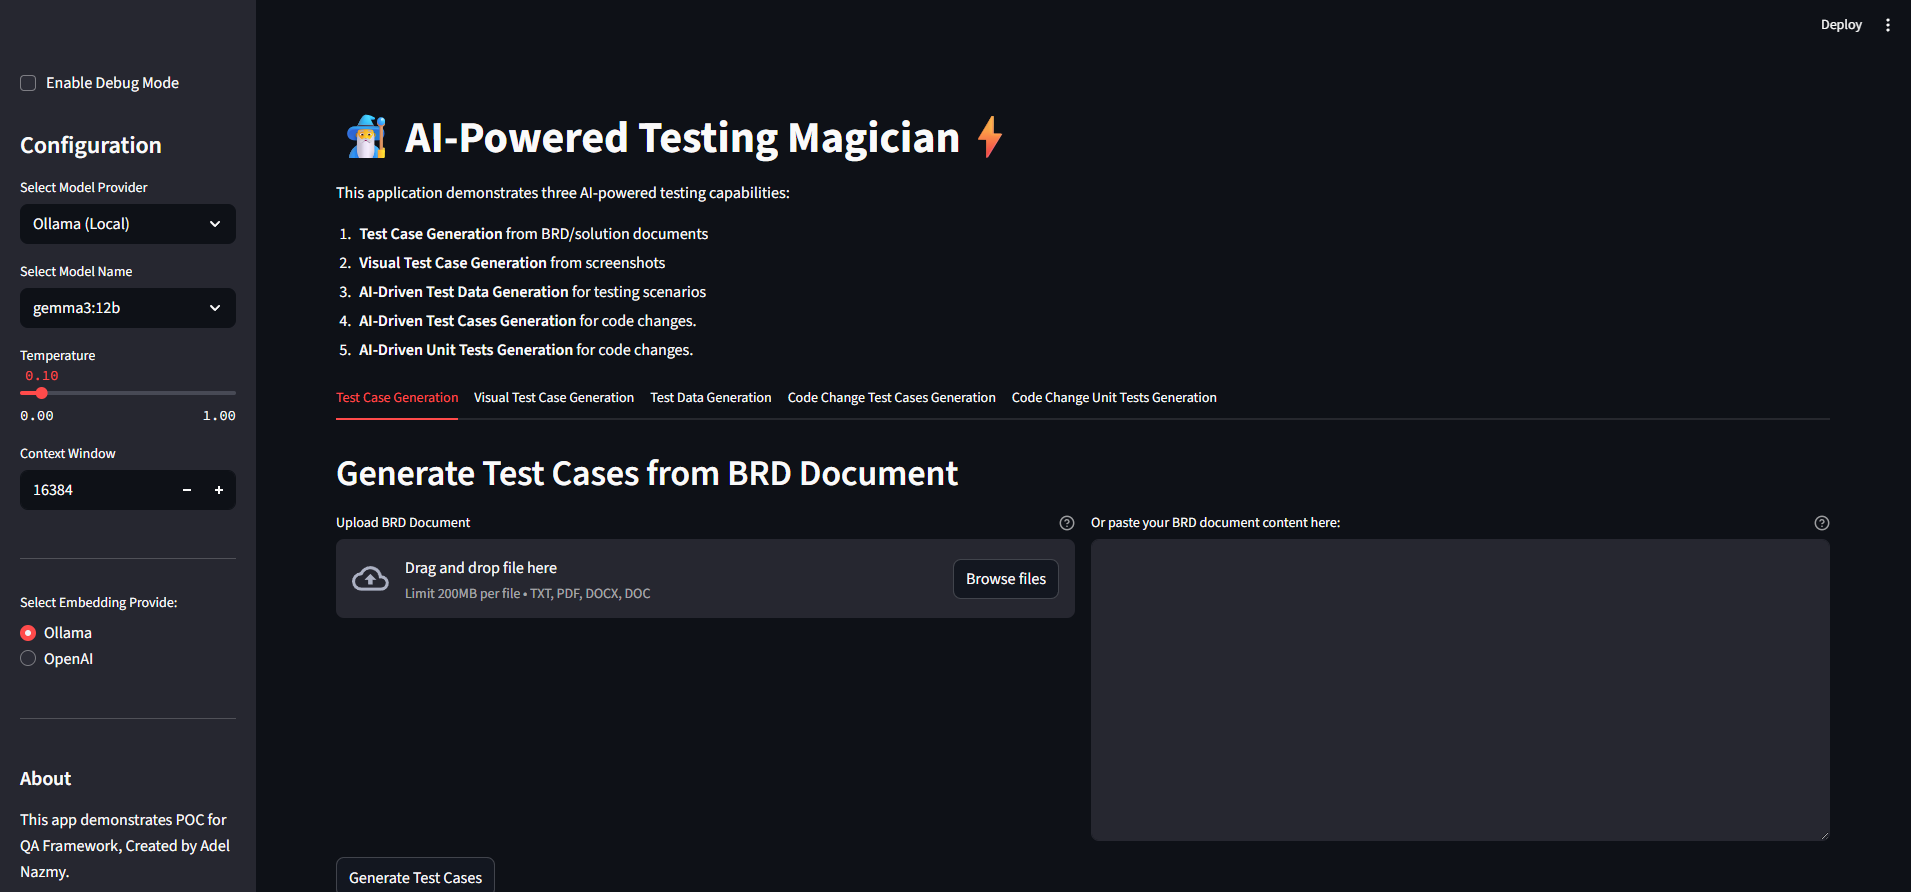 Deploy
Enable Debug Mode
Configuration
Select Model Provider
Ollama (Local)
Select Model Name
gemma3:12b
Temperature
0.10
0.00 1.00
Context Window
16384
Select Embedding Provide:
Ollama
OpenAI
About
This app demonstrates POC for
QA Framework, Created by Adel
Nazmy.
AI-Powered Testing Magician
This application demonstrates three AI-powered testing capabilities:
1. Test Case Generation from BRD/solution documents
2. Visual Test Case Generation from screenshots
3. AI-Driven Test Data Generation for testing scenarios
4. AI-Driven Test Cases Generation for code changes.
5. AI-Driven Unit Tests Generation for code changes.
Test Case Generation Visual Test Case Generation Test Data Generation Code Change Test Cases Generation Code Change Unit Tests Generation
Generate Test Cases from BRD Document
Upload BRD Document
Drag and drop file here
Limit 200MB per file • TXT, PDF, DOCX, DOC
Browse files
Or paste your BRD document content here:
Generate Test Cases